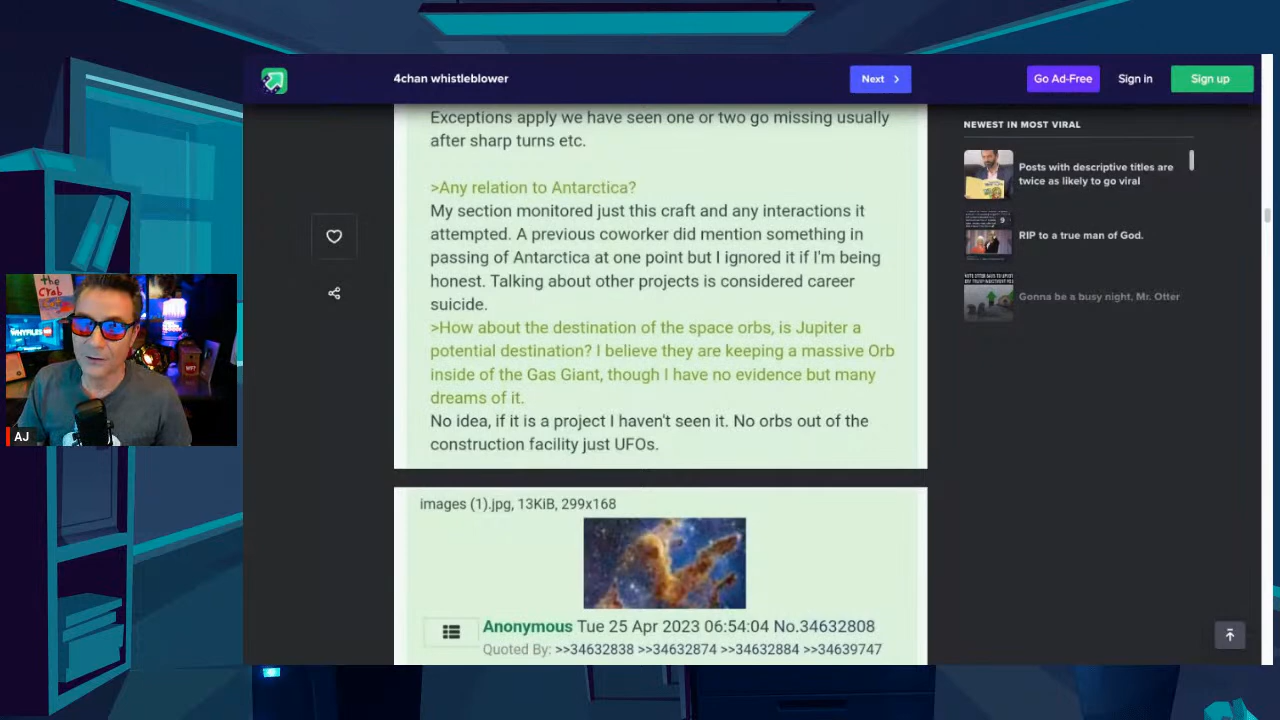 4chan whistleblower
Next
Go Ad-Free
Sign in
Sign up
Exceptions apply we have seen one or two go missing usually
after sharp turns etc.
>Any relation to Antarctica?
My section monitored just this craft and any interactions it
attempted. A previous coworker did mention something in
passing of Antarctica at one point but I ignored it if I'm being
honest. Talking about other projects is considered career
suicide.
>How about the destination of the space orbs, is Jupiter a
potential destination? I believe they are keeping a massive Orb
inside of the Gas Giant, though I have no evidence but many
dreams of it.
No idea, if it is a project I haven't seen it. No orbs out of the
construction facility just UFOs.
images (1).jpg, 13KiB, 299x168
Anonymous Tue 25 Apr 2023 06:54:04 No.34632808
Quoted By: >>34632838 >>34632874 >>34632884 >>34639747
NEWEST IN MOST VIRAL
Posts with descriptive titles are
twice as likely to go viral
RIP to a true man of God.
Gonna be a busy night, Mr. Otter
the
Crab
WHYFILES
AJ